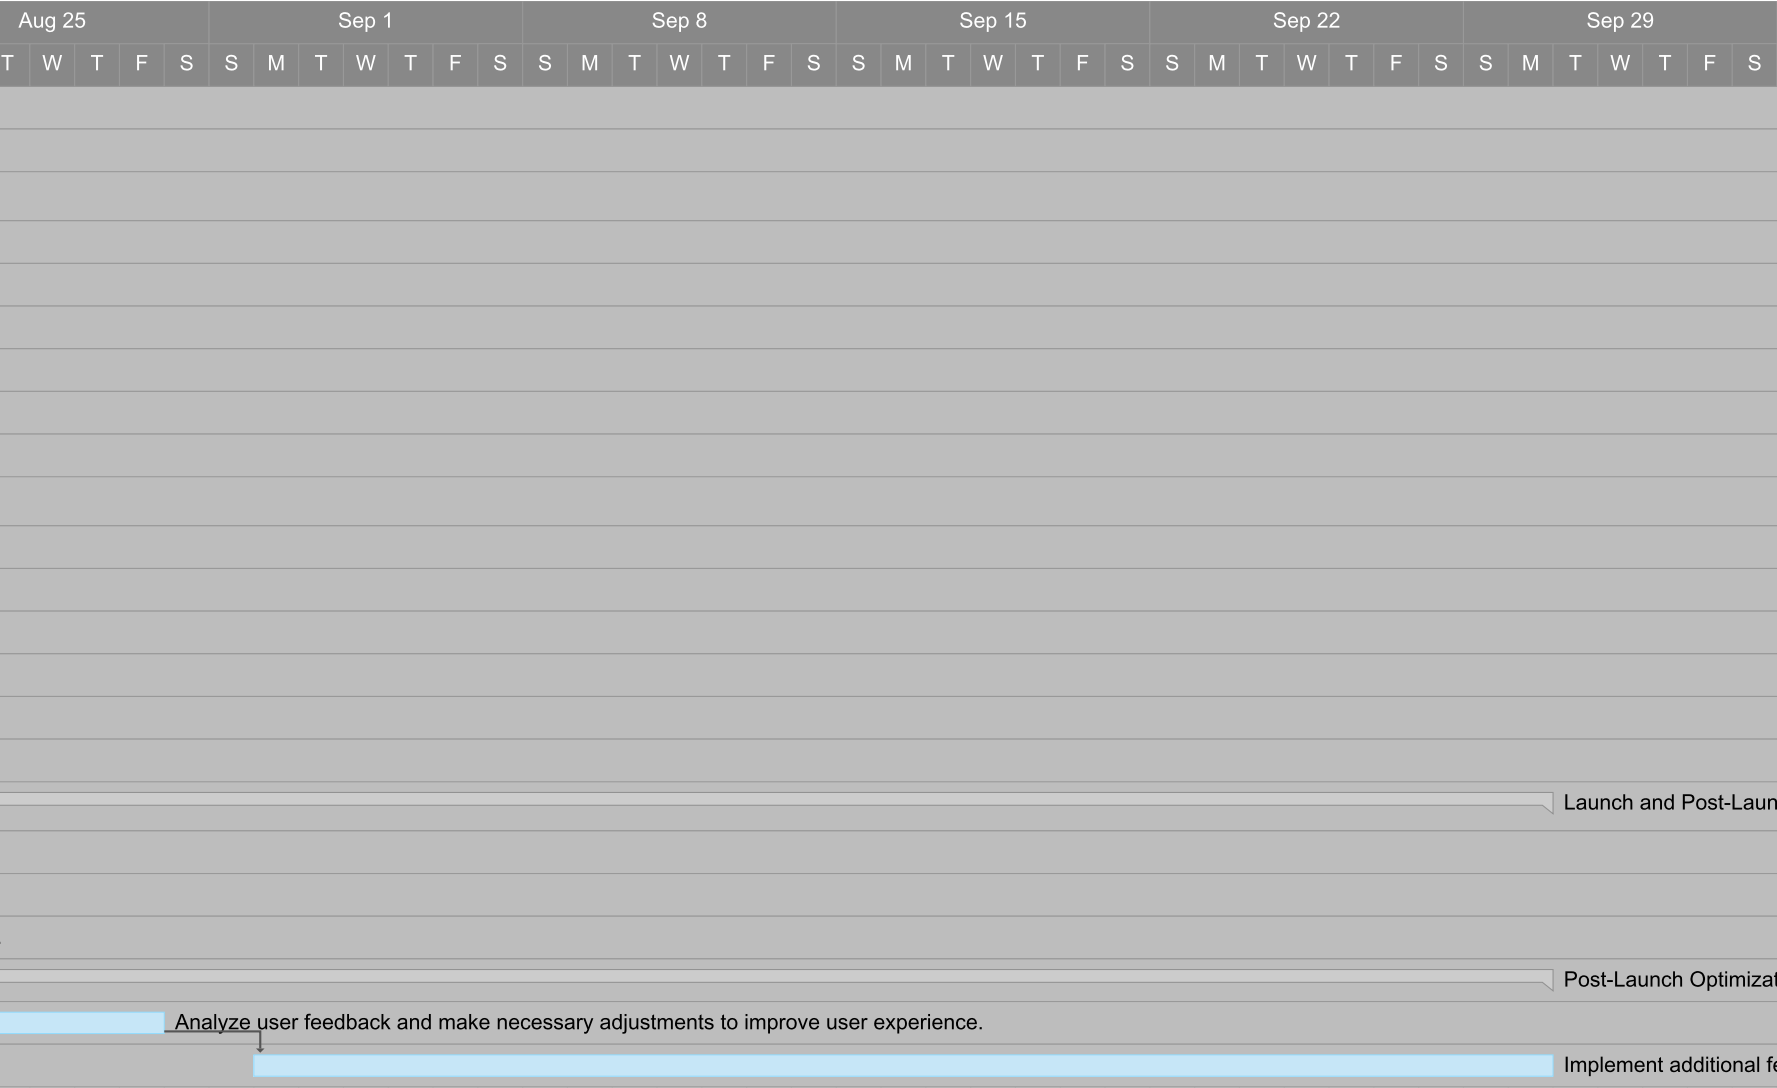 Aug 25 Sep 1 Sep 8 Sep 15 Sep 22 Sep 29
T W T F S S M T W T F S S M T W T F S S M T W T F S S M T W T F S S M T W T F S
Launch and Post-Laun
Post-Launch Optimizat
Analyze user feedback and make necessary adjustments to improve user experience.
Implement additional fe